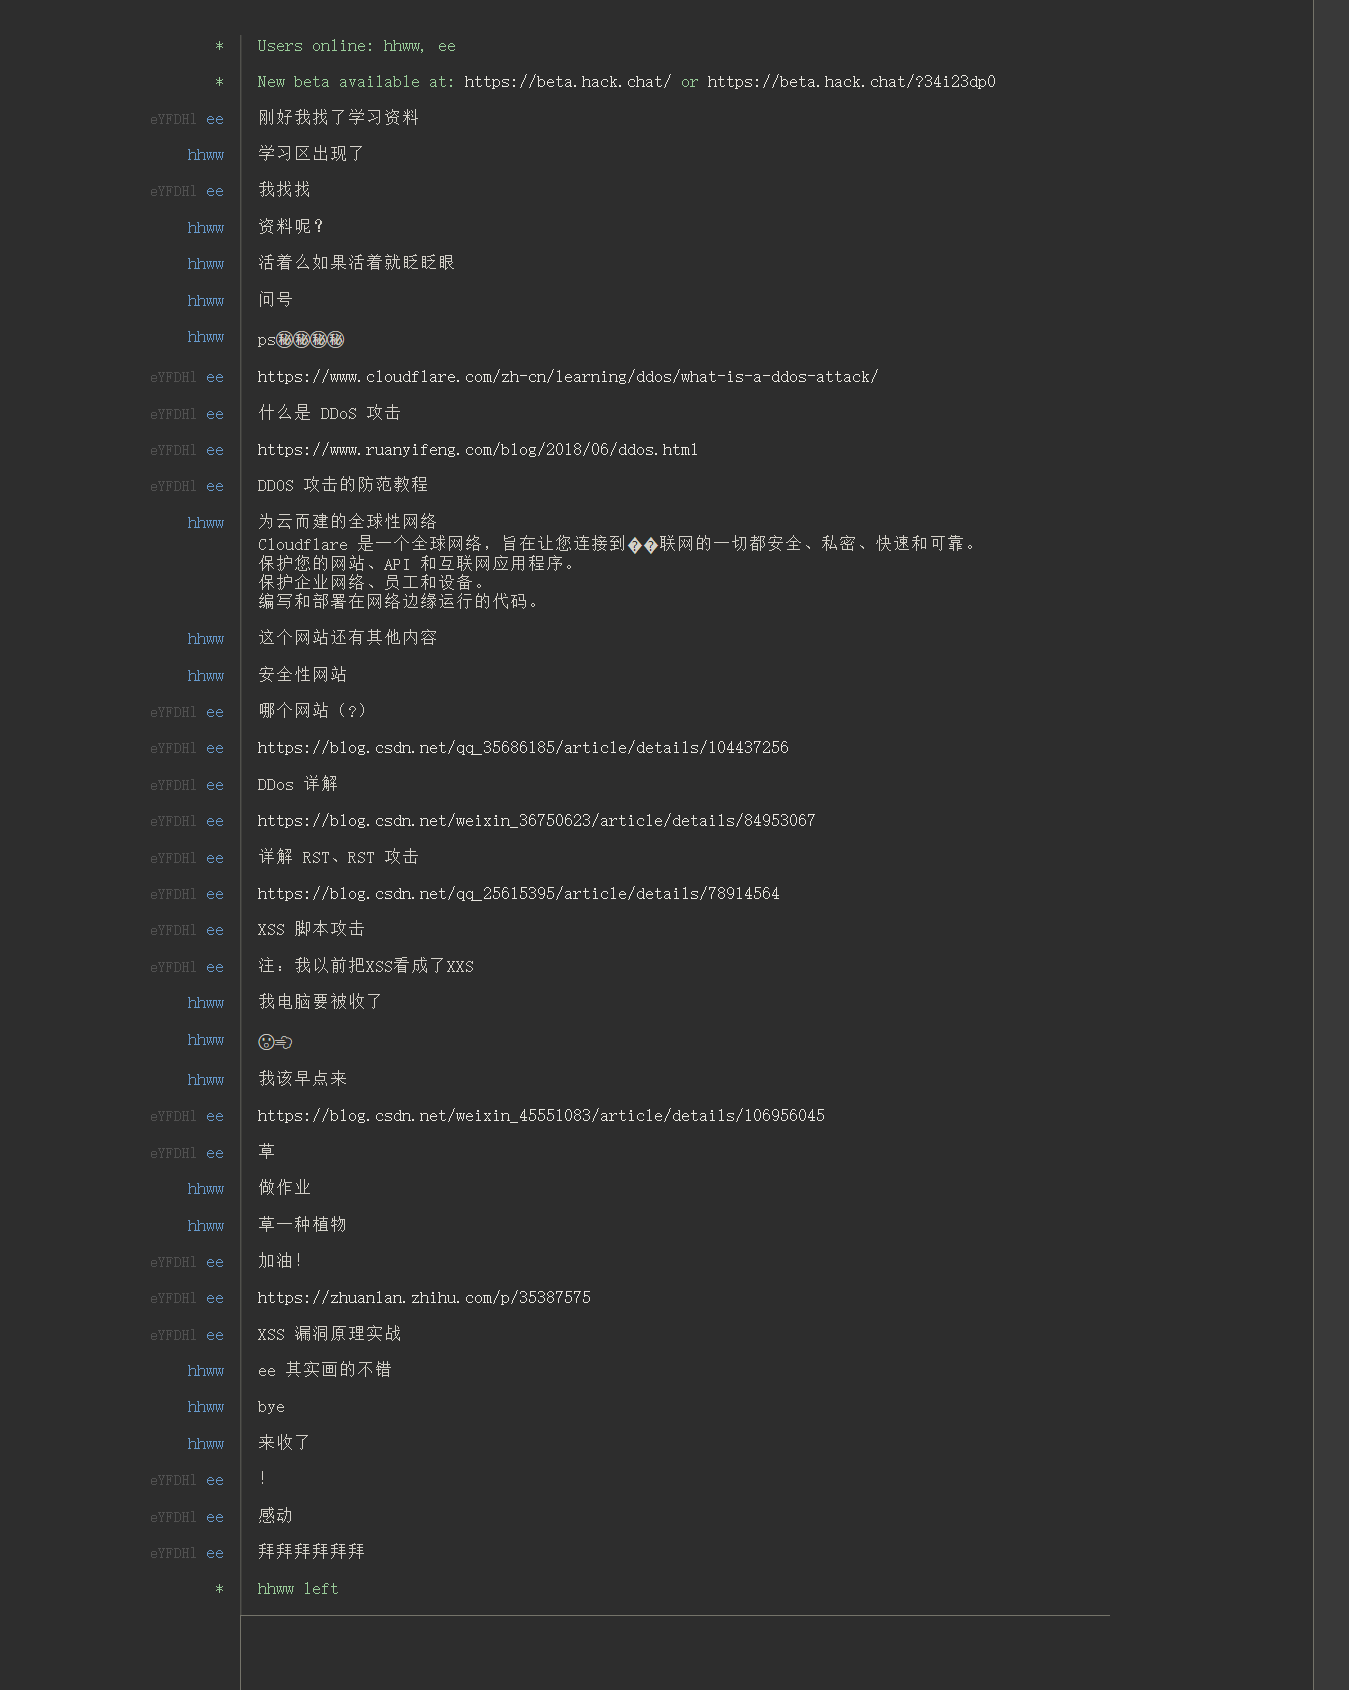 * Users online: hhww, ee
* New beta available at: https://beta.hack.chat/ or https://beta.hack.chat/?34i23dp0
eYFDHl ee 刚好我找了学习资料
hhww 学习区出现了
eYFDHl ee 我找找
hhww 资料呢？
hhww 活着么如果活着就眨眨眼
hhww 问号
hhww ps㊙㊙㊙㊙
eYFDHl ee https://www.cloudflare.com/zh-cn/learning/ddos/what-is-a-ddos-attack/
eYFDHl ee 什么是 DDoS 攻击
eYFDHl ee https://www.ruanyifeng.com/blog/2018/06/ddos.html
eYFDHl ee DDOS 攻击的防范教程
hhww 为云而建的全球性网络
Cloudflare 是一个全球网络，旨在让您连接到��联网的一切都安全、私密、快速和可靠。
保护您的网站、API 和互联网应用程序。
保护企业网络、员工和设备。
编写和部署在网络边缘运行的代码。
hhww 这个网站还有其他内容
hhww 安全性网站
eYFDHl ee 哪个网站（?）
eYFDHl ee https://blog.csdn.net/qq_35686185/article/details/104437256
eYFDHl ee DDos 详解
eYFDHl ee https://blog.csdn.net/weixin_36750623/article/details/84953067
eYFDHl ee 详解 RST、RST 攻击
eYFDHl ee https://blog.csdn.net/qq_25615395/article/details/78914564
eYFDHl ee XSS 脚本攻击
eYFDHl ee 注：我以前把XSS看成了XXS
hhww 我电脑要被收了
hhww 😮💨
hhww 我该早点来
eYFDHl ee https://blog.csdn.net/weixin_45551083/article/details/106956045
eYFDHl ee 草
hhww 做作业
hhww 草一种植物
eYFDHl ee 加油！
eYFDHl ee https://zhuanlan.zhihu.com/p/35387575
eYFDHl ee XSS 漏洞原理实战
hhww ee 其实画的不错
hhww bye
hhww 来收了
eYFDHl ee ！
eYFDHl ee 感动
eYFDHl ee 拜拜拜拜拜拜
* hhww left